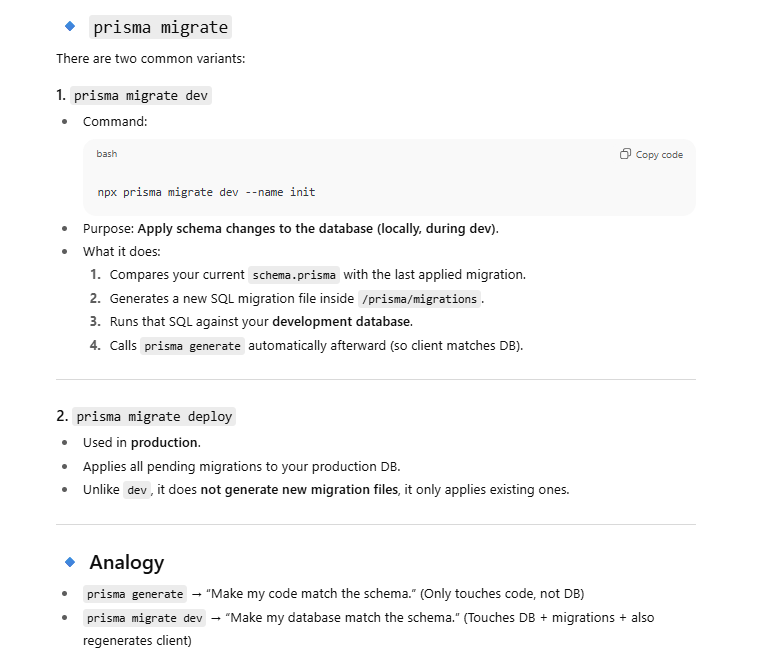 prisma migrate
There are two common variants:
1. prisma migrate dev
• Command:
bash
Copy code
npx prisma migrate dev --name init
• Purpose: Apply schema changes to the database (locally, during dev).
• What it does:
1. Compares your current schema.prisma with the last applied migration.
2. Generates a new SQL migration file inside /prisma/migrations.
3. Runs that SQL against your development database.
4. Calls prisma generate automatically afterward (so client matches DB).
2. prisma migrate deploy
• Used in production.
• Applies all pending migrations to your production DB.
• Unlike dev, it does not generate new migration files, it only applies existing ones.
Analogy
• prisma generate → “Make my code match the schema.” (Only touches code, not DB)
• prisma migrate dev → “Make my database match the schema.” (Touches DB + migrations + also
regenerates client)